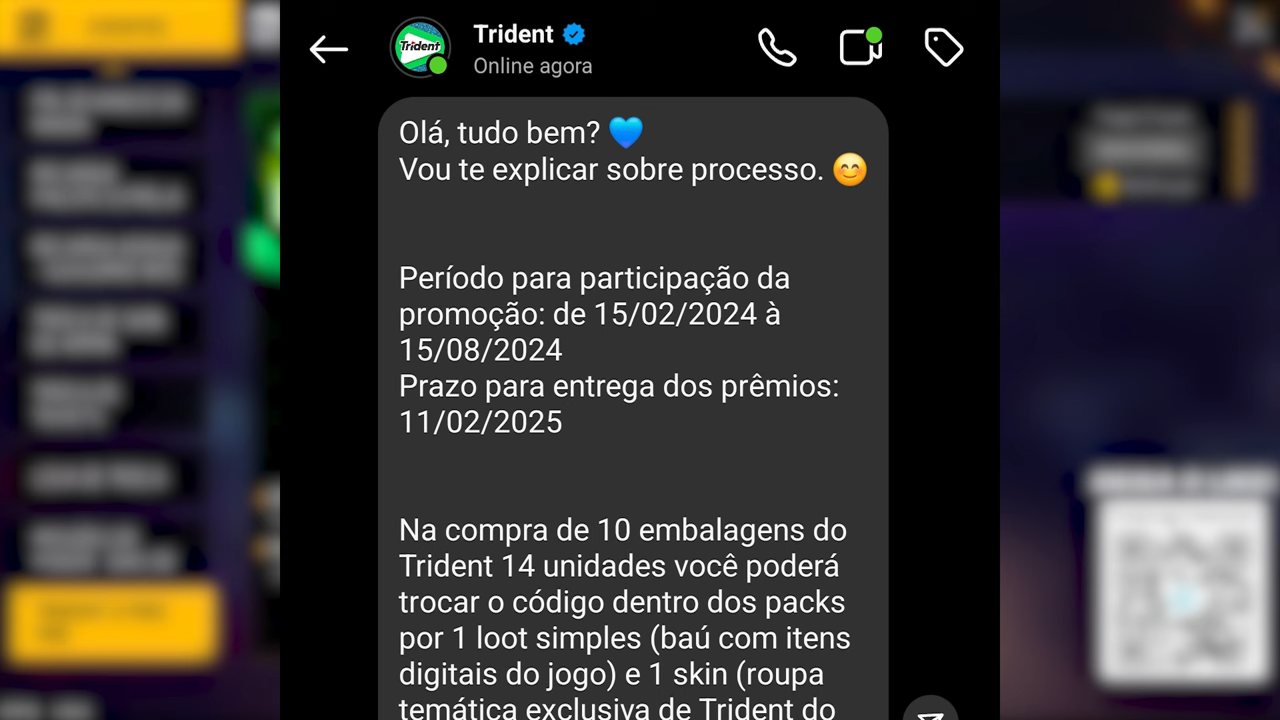 Trident
Trident
Online agora
Olá, tudo bem? 💙
Vou te explicar sobre processo. 😊
Período para participação da
promoção: de 15/02/2024 à
15/08/2024
Prazo para entrega dos prêmios:
11/02/2025
Na compra de 10 embalagens do
Trident 14 unidades você poderá
trocar o código dentro dos packs
por 1 loot simples (baú com itens
digitais do jogo) e 1 skin (roupa
temática exclusiva de Trident do